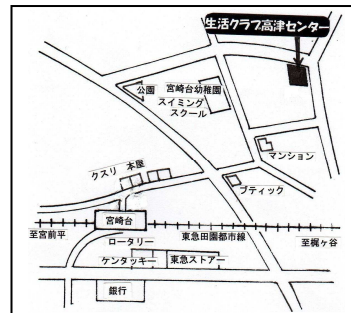 生活クラブ高津センター
公園
宮崎台幼稚園
スイミング
スクール
マンション
クスリ
本屋
ブティック
宮崎台
至宮前平
ロータリー
東急田園都市線
至梶ヶ谷
ケンタッキー
東急ストアー
銀行